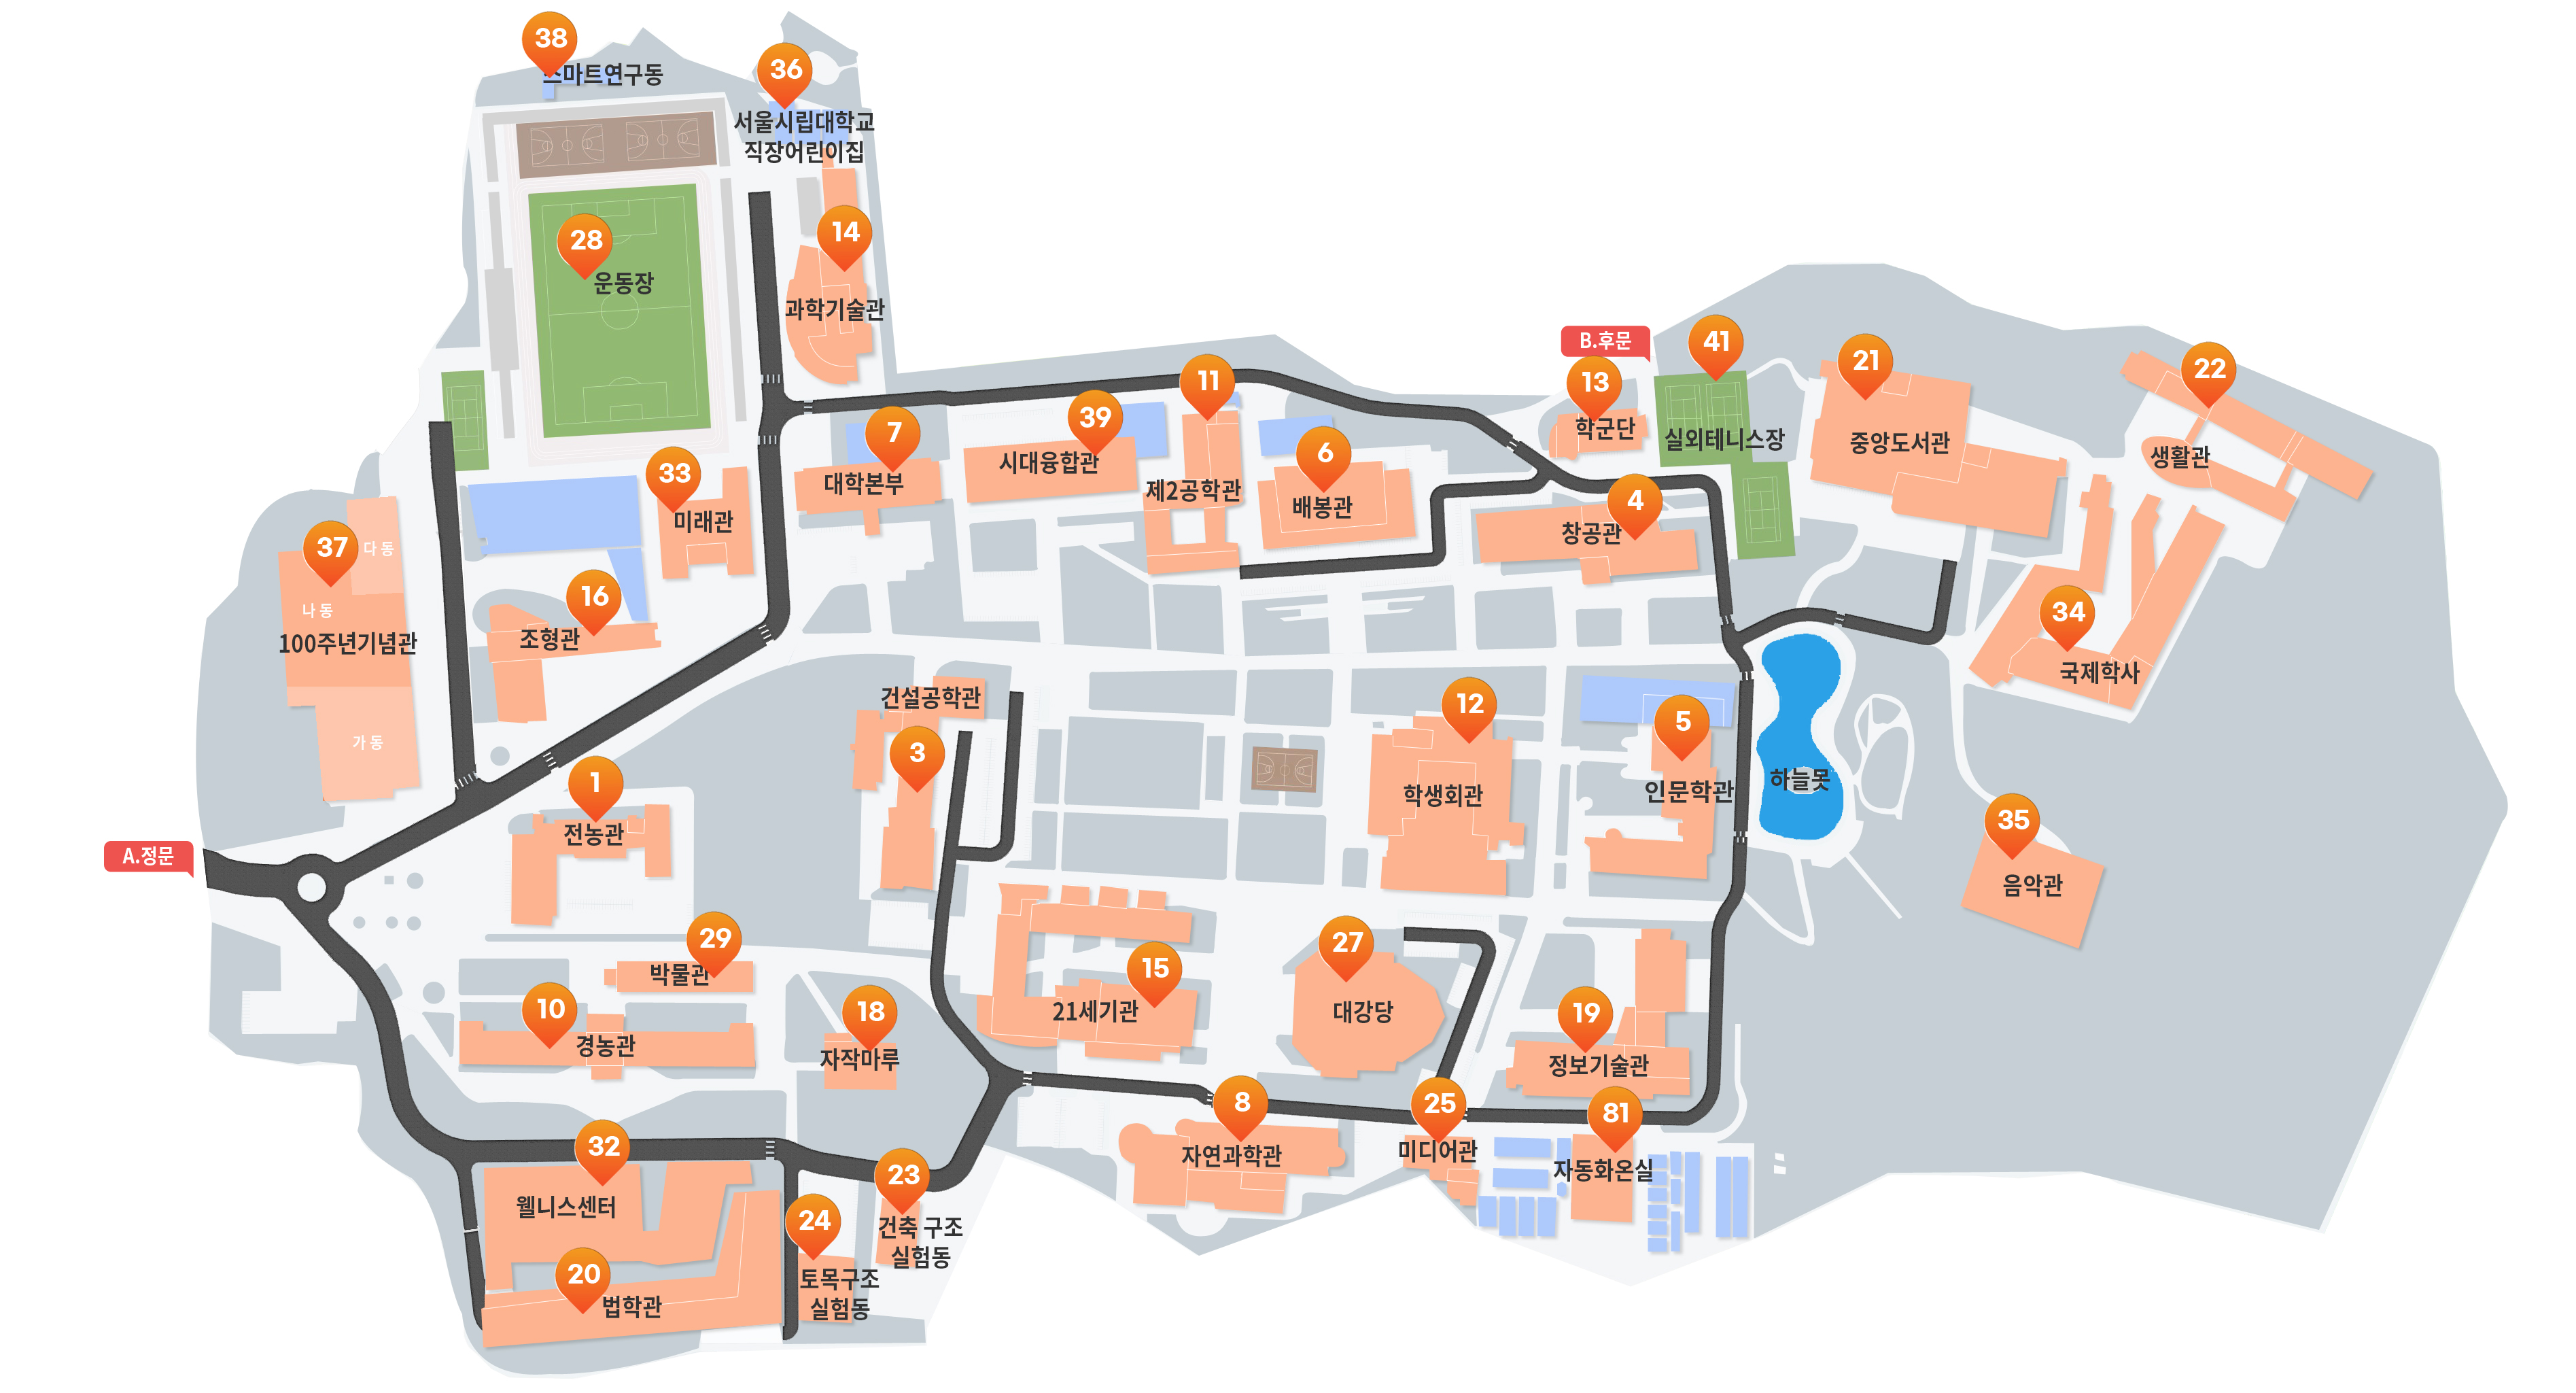 38
스마트연구동
36
서울시립대학교
직장어린이집
28
운동장
14
과학기술관
B.후문
41
실외테니스장
13
학군단
21
중앙도서관
22
생활관
11
제2공학관
39
시대융합관
7
대학본부
6
배봉관
33
미래관
4
창공관
37
다동
나동
100주년기념관
가동
16
조형관
34
국제학사
건설공학관
3
12
학생회관
5
인문학관
하늘못
1
전농관
35
음악관
A.정문
29
박물관
27
대강당
15
21세기관
10
경농관
18
자작마루
19
정보기술관
8
자연과학관
25
미디어관
81
자동화온실
32
웰니스센터
23
건축 구조
실험동
24
토목구조
실험동
20
법학관